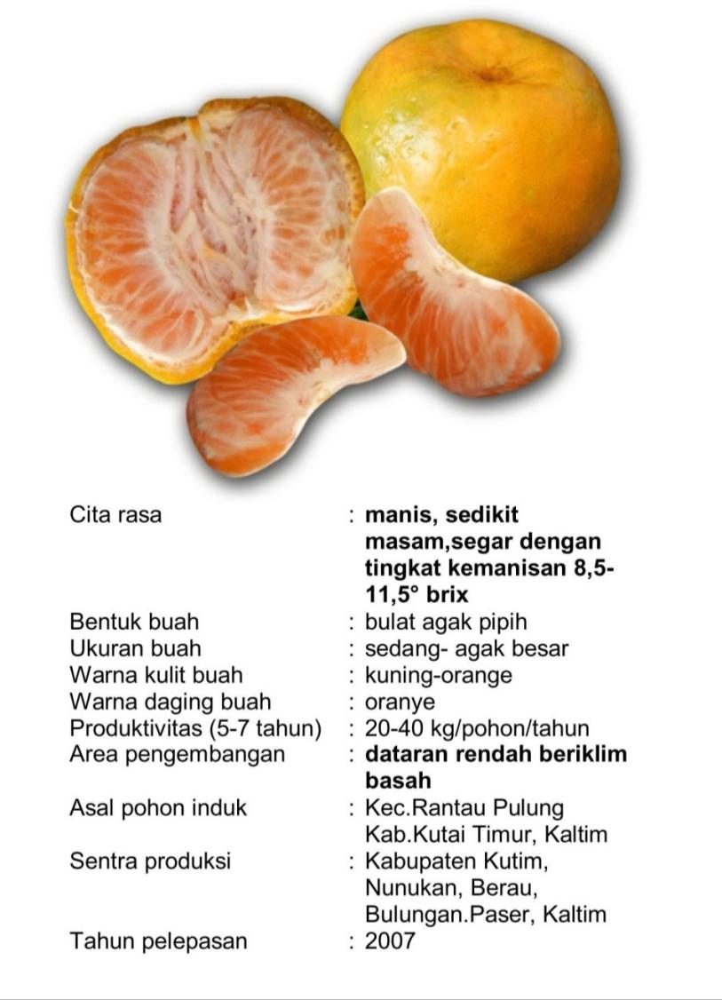 Cita rasa : manis, sedikit
masam,segar dengan
tingkat kemanisan 8,5-
11,5° brix
Bentuk buah : bulat agak pipih
Ukuran buah : sedang- agak besar
Warna kulit buah : kuning-orange
Warna daging buah : oranye
Produktivitas (5-7 tahun) : 20-40 kg/pohon/tahun
Area pengembangan : dataran rendah beriklim
basah
Asal pohon induk : Kec.Rantau Pulung
Kab.Kutai Timur, Kaltim
Sentra produksi : Kabupaten Kutim,
Nunukan, Berau,
Bulungan.Paser, Kaltim
Tahun pelepasan : 2007